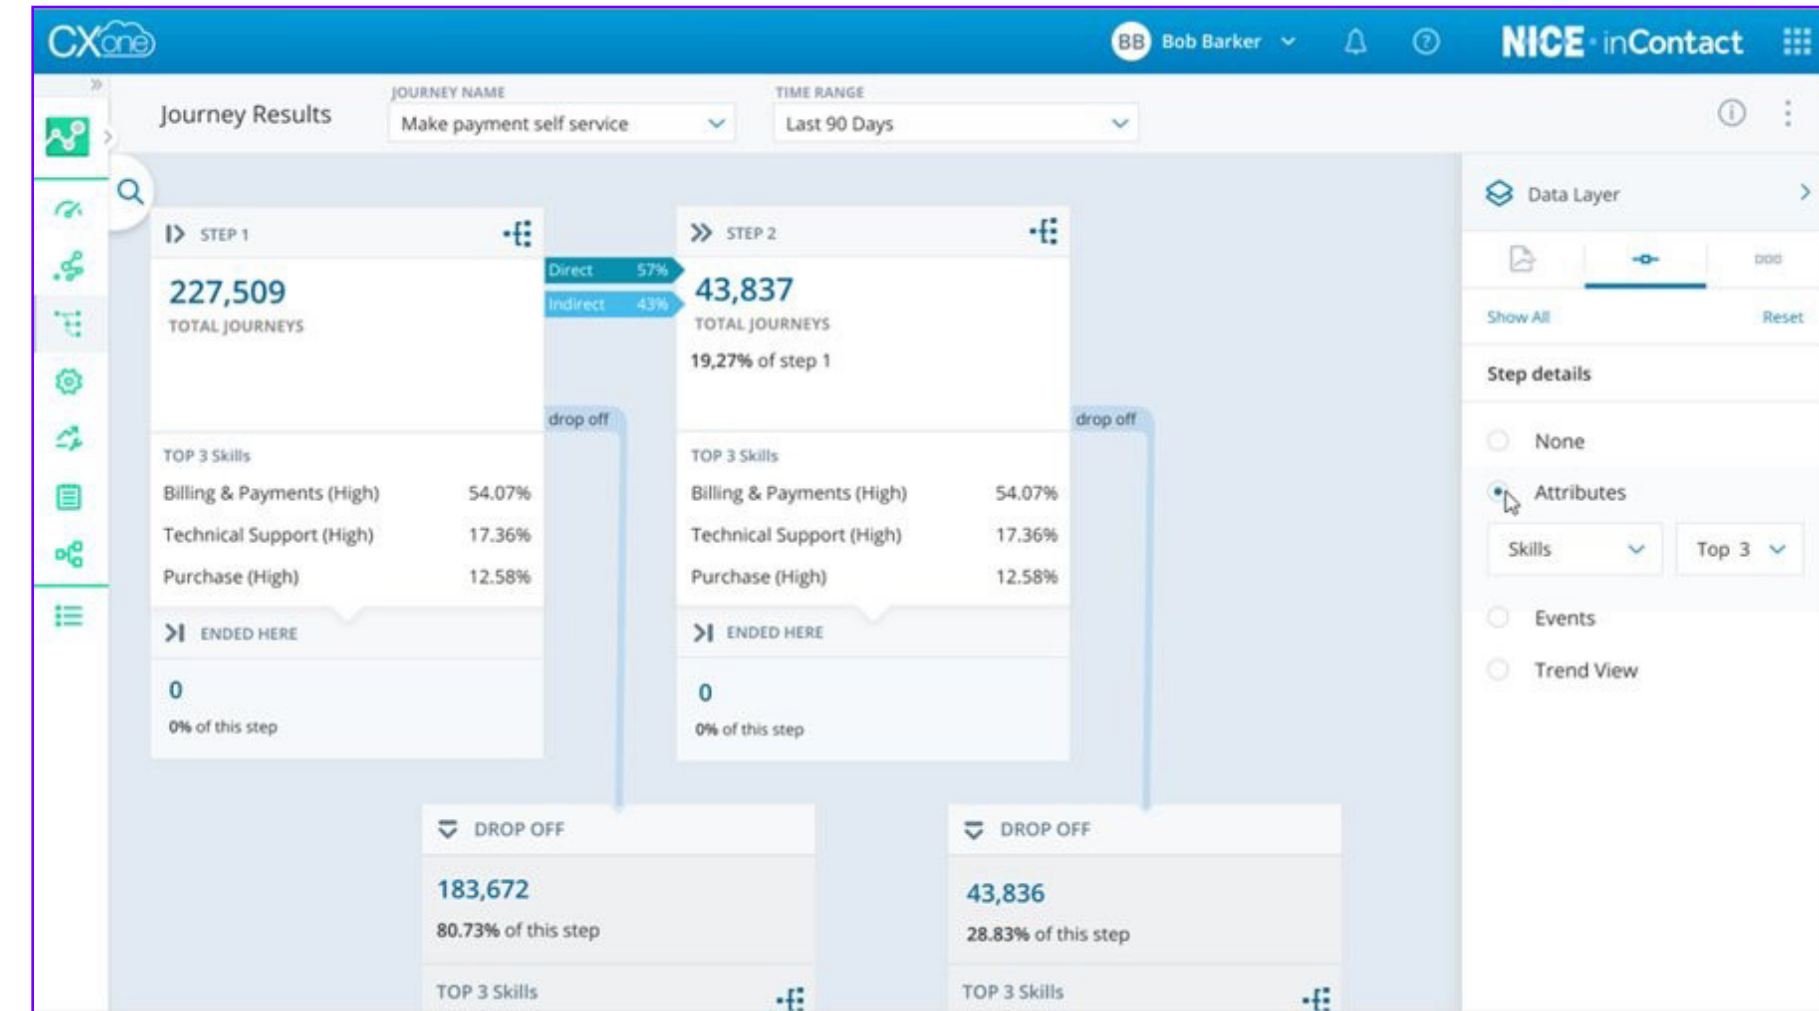 CXone
BB Bob Barker
NICE inContact
Journey Results
JOURNEY NAME
Make payment self service
TIME RANGE
Last 90 Days
STEP 1
227,509
TOTAL JOURNEYS
TOP 3 Skills
Billing & Payments (High) 54.07%
Technical Support (High) 17.36%
Purchase (High) 12.58%
ENDED HERE
0
0% of this step
Direct 57%
Indirect 43%
drop off
STEP 2
43,837
TOTAL JOURNEYS
19,27% of step 1
TOP 3 Skills
Billing & Payments (High) 54.07%
Technical Support (High) 17.36%
Purchase (High) 12.58%
ENDED HERE
0
0% of this step
drop off
DROP OFF
183,672
80.73% of this step
TOP 3 Skills
DROP OFF
43,836
28.83% of this step
TOP 3 Skills
Data Layer
Show All Reset
Step details
None
Attributes
Skills Top 3
Events
Trend View